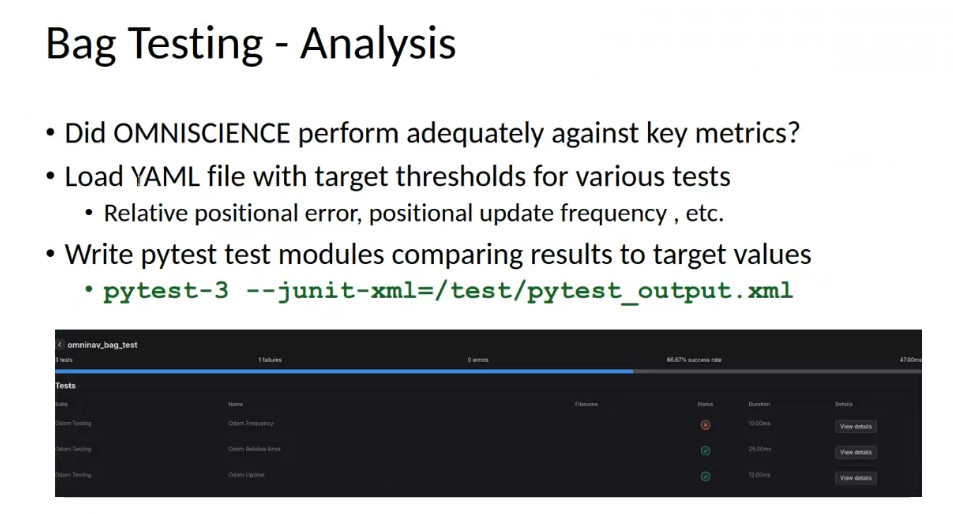 Bag Testing - Analysis
• Did OMNISCIENCE perform adequately against key metrics?
• Load YAML file with target thresholds for various tests
• Relative positional error, positional update frequency , etc.
• Write pytest test modules comparing results to target values
• pytest-3 --junit-xml=/test/pytest_output.xml
< omninav_bag_test
3 tests 1 failures 0 errors 66.67% success rate 47.00ms
Tests
Suite Name Filename Status Duration Details
Odom Testing Odom Frequency 10.00ms View details
Odom Testing Odom Relative Error 25.00ms View details
Odom Testing Odom Uptime 12.00ms View details